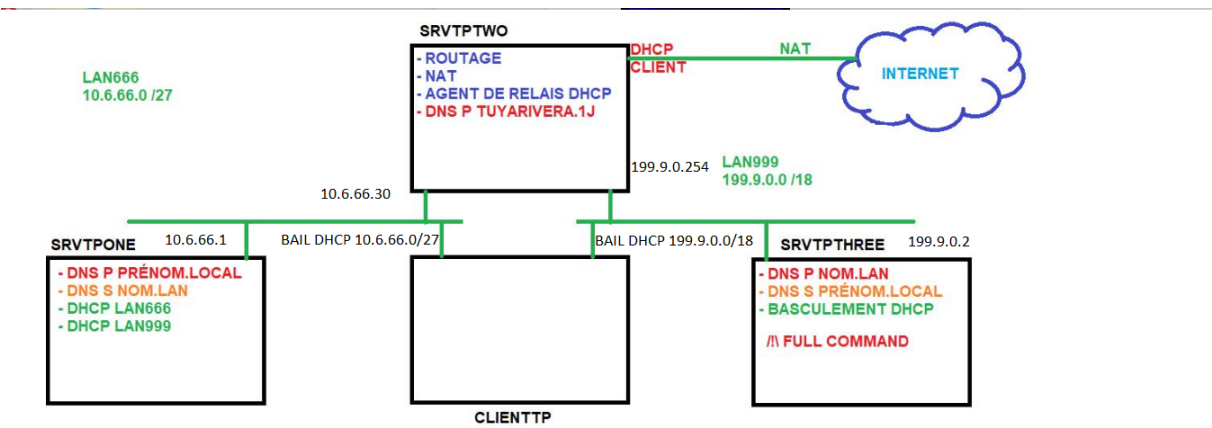 SRVTPTWO
- ROUTAGE
- NAT
- AGENT DE RELAIS DHCP
- DNS P TUYARIVERA.1J
DHCP
CLIENT
NAT
INTERNET
LAN666
10.6.66.0 /27
199.9.0.254
LAN999
199.9.0.0 /18
10.6.66.30
SRVTPONE
10.6.66.1
BAIL DHCP 10.6.66.0/27
BAIL DHCP 199.9.0.0/18
SRVTPTHREE
199.9.0.2
- DNS P PRÉNOM.LOCAL
- DNS S NOM.LAN
- DHCP LAN666
- DHCP LAN999
- DNS P NOM.LAN
- DNS S PRÉNOM.LOCAL
- BASCULEMENT DHCP
/!\ FULL COMMAND
CLIENTTP